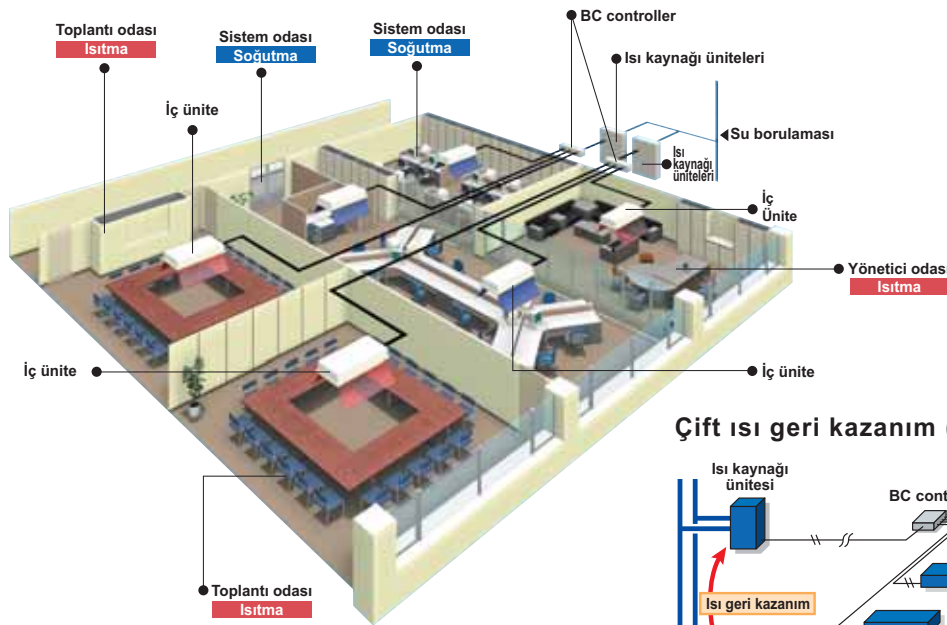 BC controller
Toplantı odası
Isıtma
Sistem odası
Soğutma
Sistem odası
Soğutma
Isı kaynağı üniteleri
İç ünite
Su borulaması
Isı
kaynağı
üniteleri
İç
Ünite
Yönetici odası
Isıtma
İç ünite
İç ünite
Çift ısı geri kazanım (
Isı kaynağı
ünitesi
BC cont
Isı geri kazanım
Toplantı odası
Isıtma